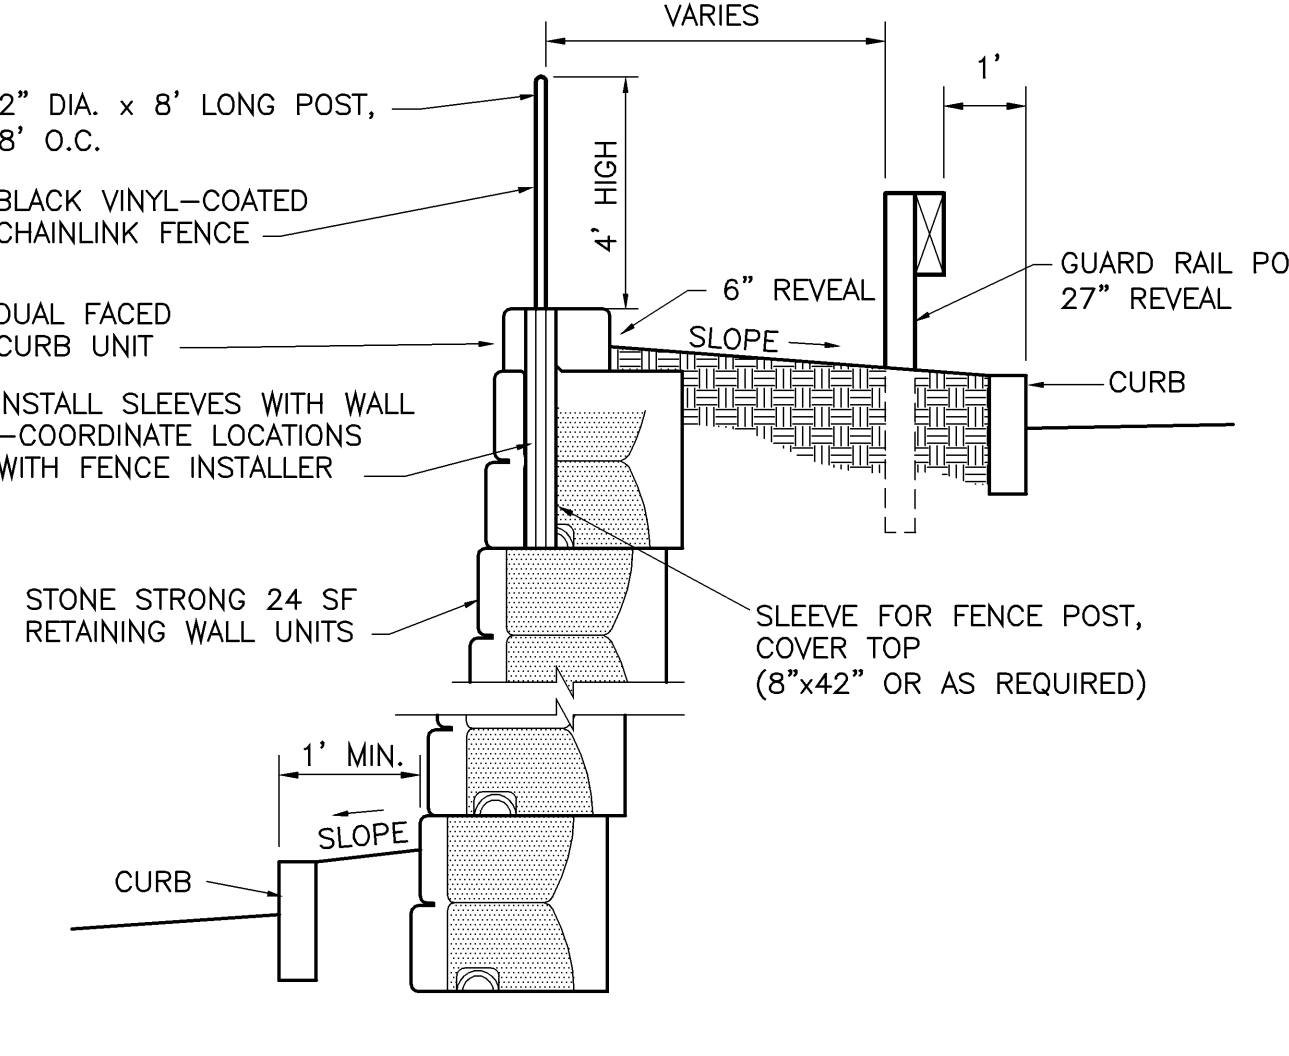 VARIES
1'
2” DIA. x 8' LONG POST,
8' O.C.
BLACK VINYL-COATED
CHAINLINK FENCE
4' HIGH
DUAL FACED
CURB UNIT
6” REVEAL
SLOPE
GUARD RAIL PO
27” REVEAL
CURB
INSTALL SLEEVES WITH WALL
-COORDINATE LOCATIONS
WITH FENCE INSTALLER
STONE STRONG 24 SF
RETAINING WALL UNITS
SLEEVE FOR FENCE POST,
COVER TOP
(8”x42” OR AS REQUIRED)
1' MIN.
SLOPE
CURB